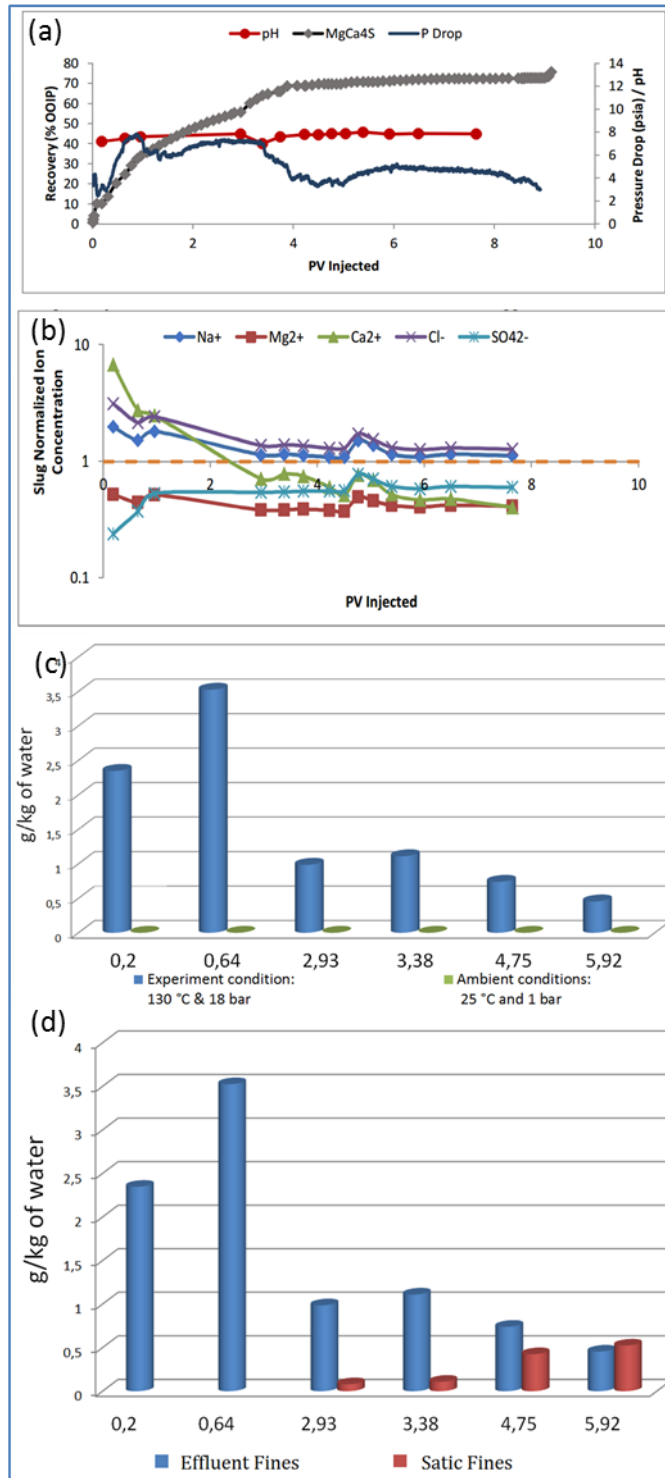 (a)
pH MgCa4S P Drop
Recovery (% OOIP)
80
70
60
50
40
30
20
10
0
14
12
10
8
6
4
2
0
Pressure Drop (psia) / pH
0 2 4 6 8 10
PV Injected
(b)
Na+ Mg2+ Ca2+ Cl- SO42-
Slug Normalized Ion
Concentration
10
1
0.1
0 2 4 6 8 10
PV Injected
(c)
g/kg of water
4
3,5
3
2,5
2
1,5
1
0,5
0
0,2 0,64 2,93 3,38 4,75 5,92
Experiment condition: Ambient conditions:
130 °C & 18 bar 25 °C and 1 bar
(d)
g/kg of water
4
3,5
3
2,5
2
1,5
1
0,5
0
0,2 0,64 2,93 3,38 4,75 5,92
Effluent Fines Satic Fines